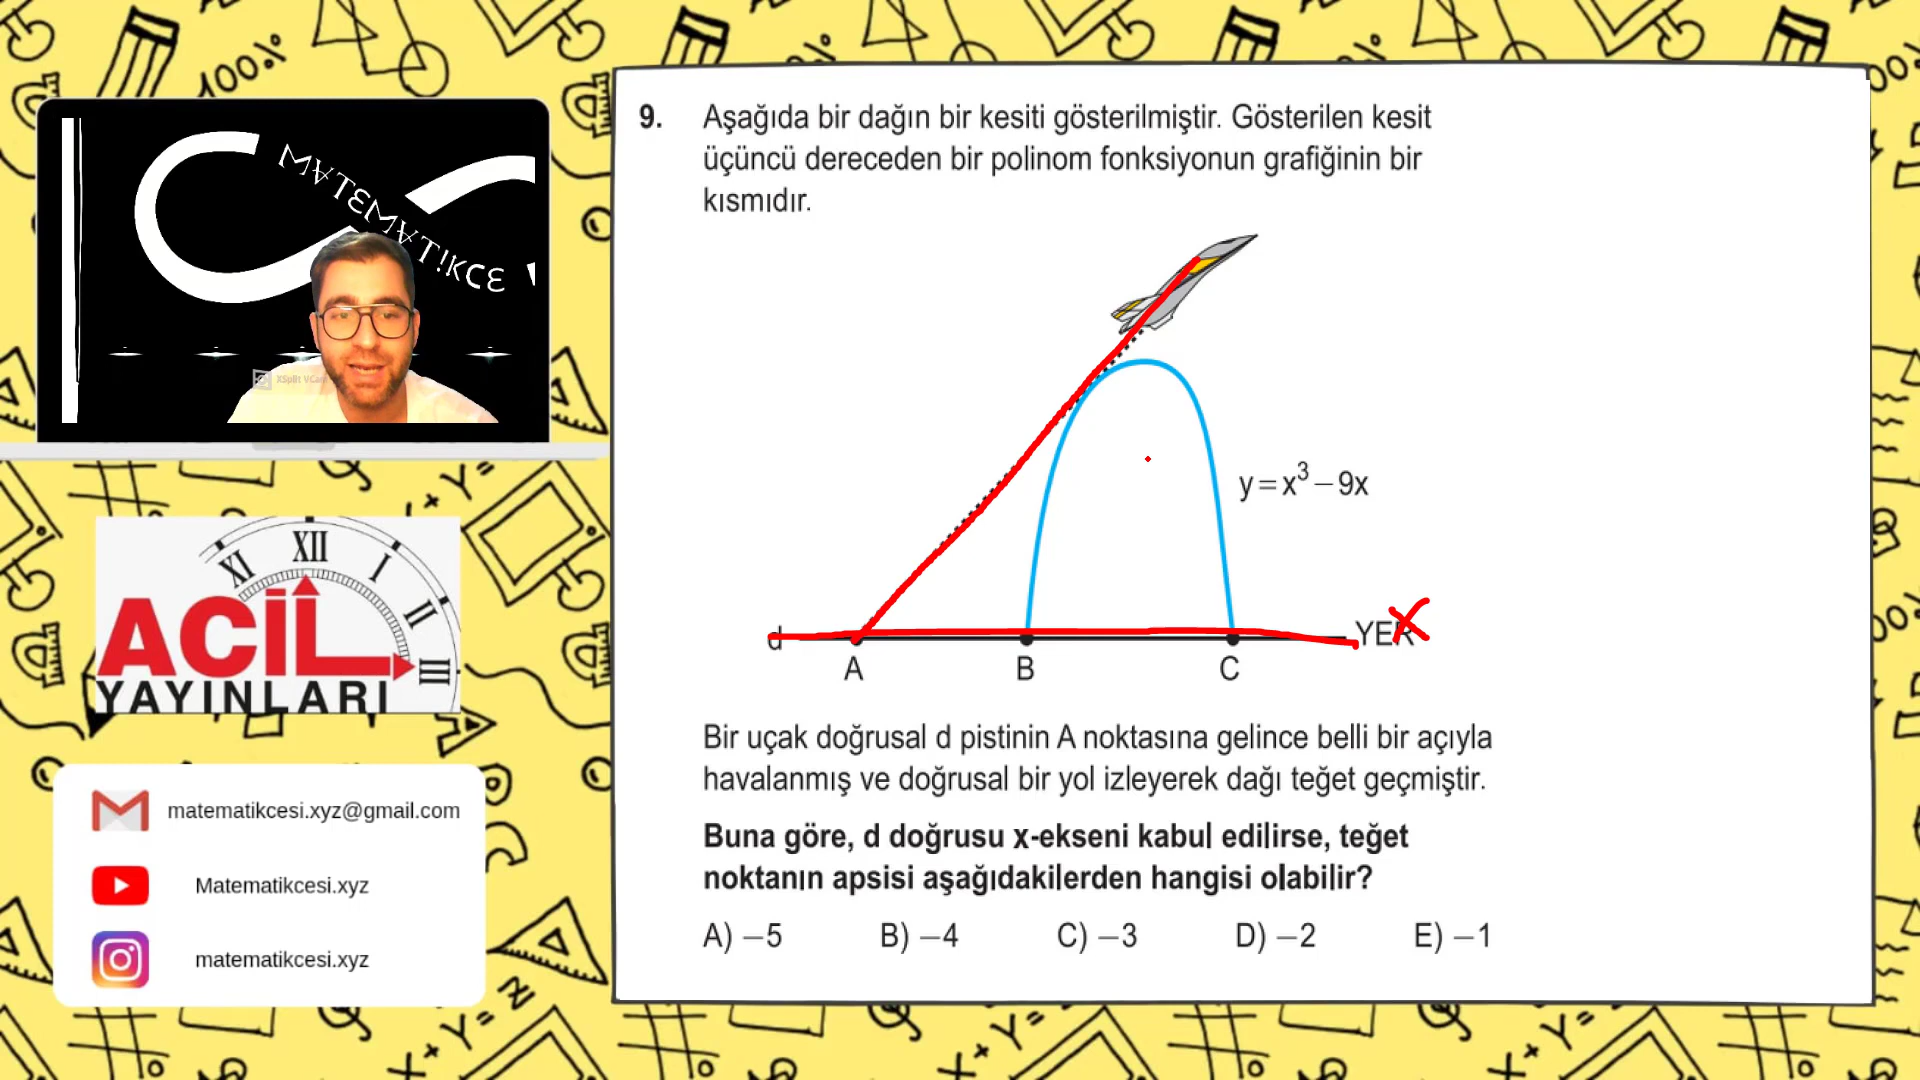 MATEMATİKCE
XSplit VCam
XI XII I II III
ACİL
YAYINLARI
matematikcesi.xyz@gmail.com
Matematikcesi.xyz
matematikcesi.xyz
9. Aşağıda bir dağın bir kesiti gösterilmiştir. Gösterilen kesit
üçüncü dereceden bir polinom fonksiyonun grafiğinin bir
kısmıdır.
y=x³−9x
d YER X
A B C
Bir uçak doğrusal d pistinin A noktasına gelince belli bir açıyla
havalanmış ve doğrusal bir yol izleyerek dağı teğet geçmiştir.
Buna göre, d doğrusu x-ekseni kabul edilirse, teğet
noktanın apsisi aşağıdakilerden hangisi olabilir?
A) −5 B) −4 C) −3 D) −2 E) −1